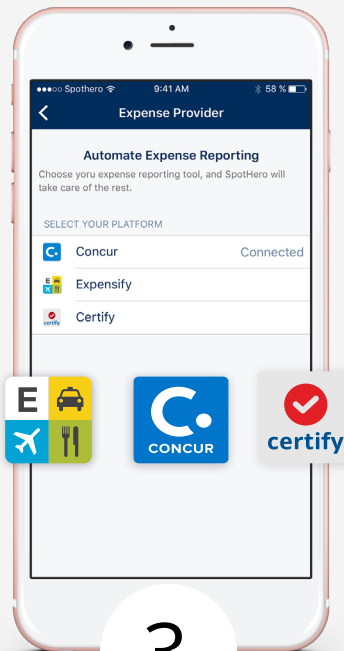 ●●●○○ Spothero 9:41 AM 58 %
Expense Provider
Automate Expense Reporting
Choose yoru expense reporting tool, and SpotHero will
take care of the rest.
SELECT YOUR PLATFORM
C. Concur Connected
E Expensify
certify Certify
E
C.
CONCUR
certify
3